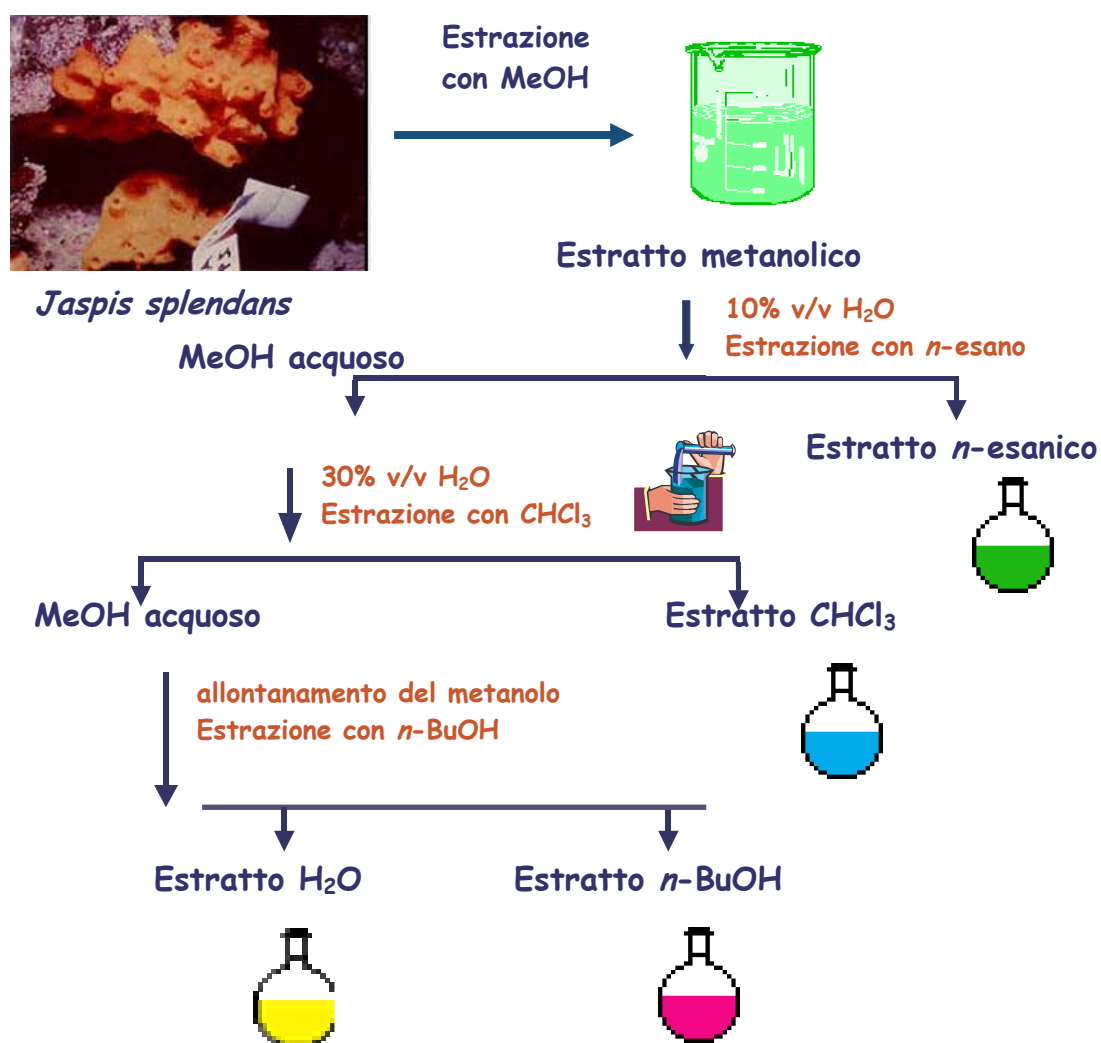 Estrazione
con MeOH
Estratto metanolico
Jaspis splendans
10% v/v H₂O
Estrazione con n-esano
MeOH acquoso
Estratto n-esanico
30% v/v H₂O
Estrazione con CHCl₃
MeOH acquoso
Estratto CHCl₃
allontanamento del metanolo
Estrazione con n-BuOH
Estratto H₂O
Estratto n-BuOH